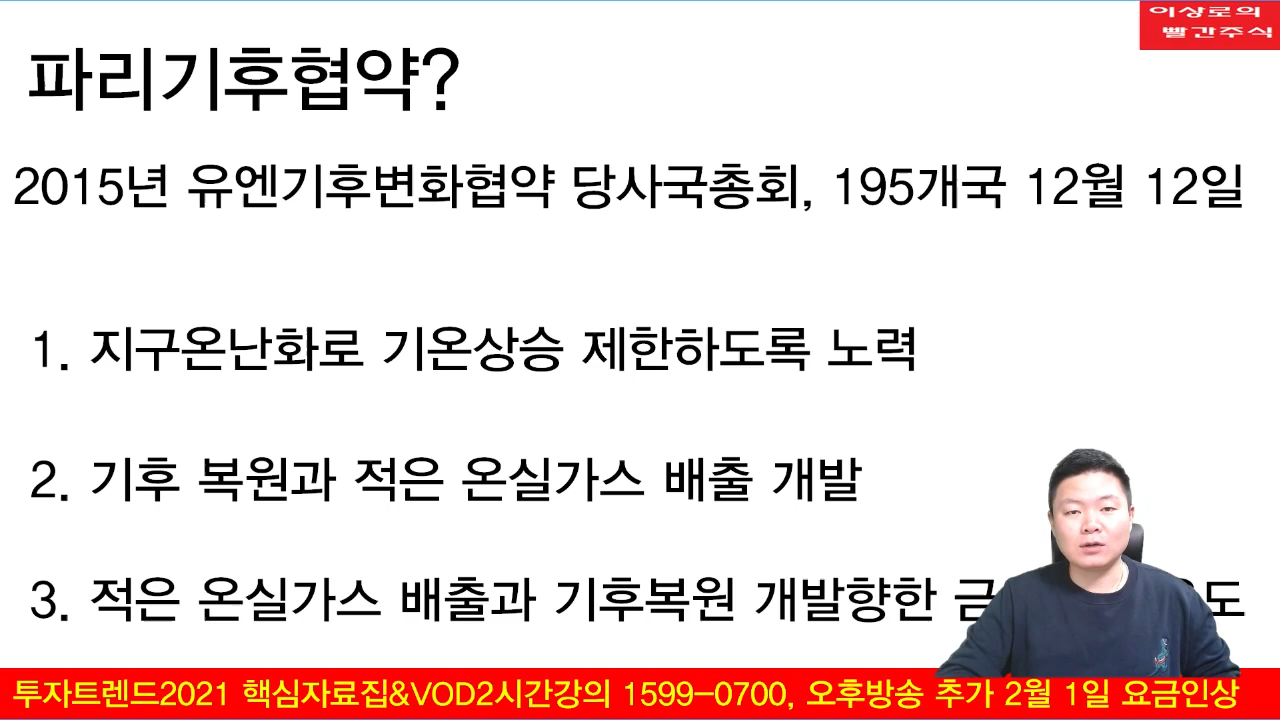 이상로의
빨간주식
파리기후협약?
2015년 유엔기후변화협약 당사국총회, 195개국 12월 12일
1. 지구온난화로 기온상승 제한하도록 노력
2. 기후 복원과 적은 온실가스 배출 개발
3. 적은 온실가스 배출과 기후복원 개발향한 금 도
투자트렌드2021 핵심자료집&VOD2시간강의 1599-0700, 오후방송 추가 2월 1일 요금인상